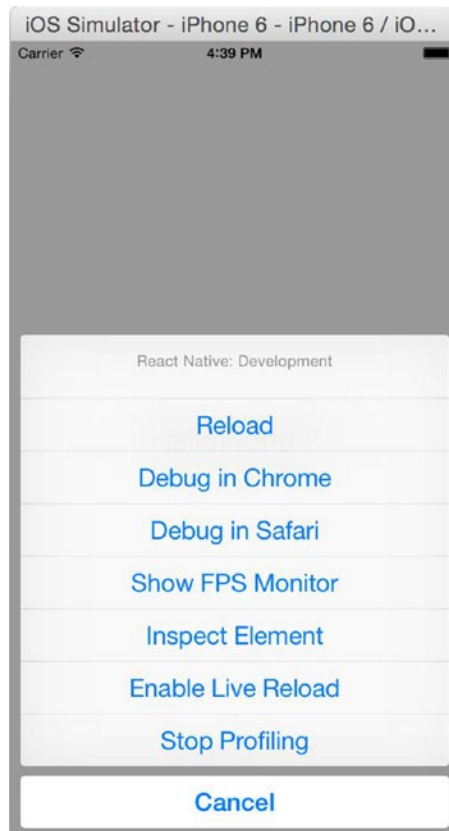 iOS Simulator - iPhone 6 - iPhone 6 / iO...
Carrier 4:39 PM
React Native: Development
Reload
Debug in Chrome
Debug in Safari
Show FPS Monitor
Inspect Element
Enable Live Reload
Stop Profiling
Cancel